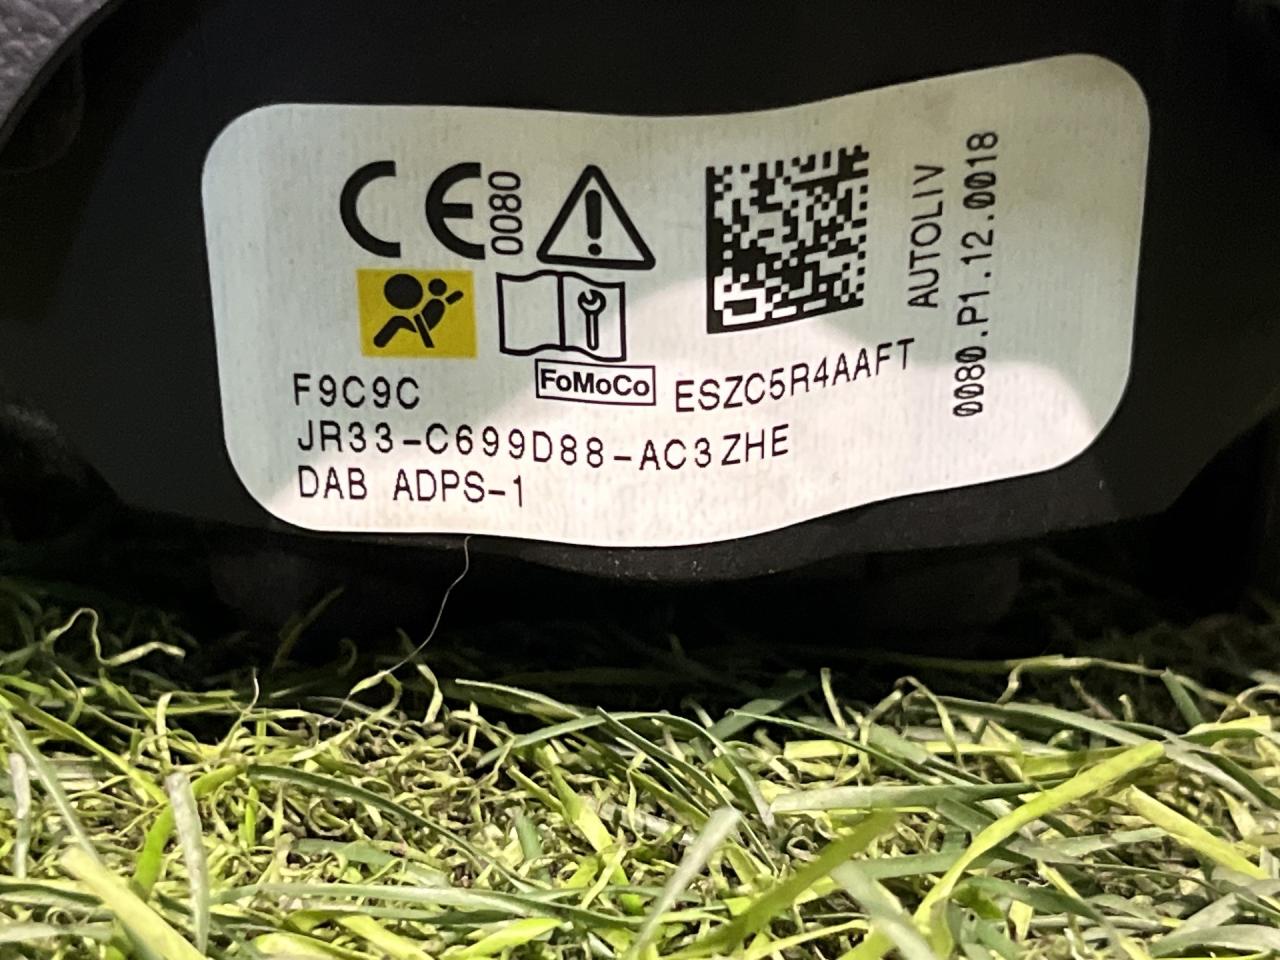 CE 0080
F9C9C
FoMoCo
ESZC5R4AAFT
JR33-C699D88-AC3ZHE
DAB ADPS-1
AUTOLIV
0080.P1.12.0018